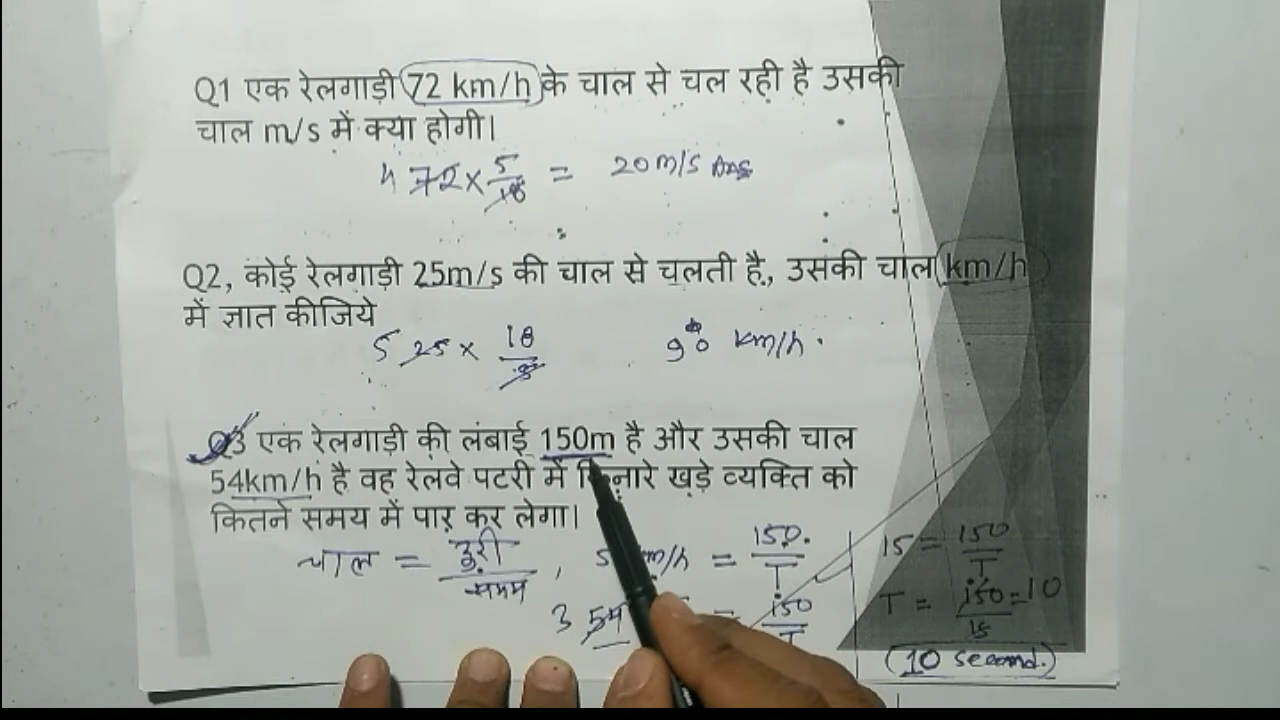 Q1 एक रेलगाड़ी 72 km/h के चाल से चल रही है उसकी
चाल m/s में क्या होगी।
4 72 × 5/18 = 20 m/s Ans
Q2, कोई रेलगाड़ी 25m/s की चाल से चलती है, उसकी चाल km/h
में ज्ञात कीजिये
5 25 × 18/5 90 km/h.
Q3 एक रेलगाड़ी की लंबाई 150m है और उसकी चाल
54km/h है वह रेलवे पटरी में किनारे खड़े व्यक्ति को
कितने समय में पार कर लेगा।
चाल = दुरी/समय, = 150/T
3 54 = 150/T
15 = 150/T
T = 150/15 = 10
(10 second.)